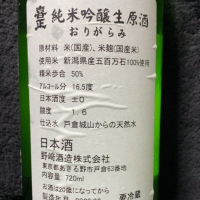 純米吟醸生原酒
おりがらみ
原材料 米(国産)、米麹(国産米)
使用米 新潟県産五百万石100%使用
精米歩合 50%
アルコール分 16.5度
日本酒度 ±0
酸度 1.6
仕込水 戸倉城山からの天然水
日本酒
野﨑酒造株式会社
東京都あきる野市戸倉63番地
内容量 720ml
お酒は20歳になってから
要冷蔵